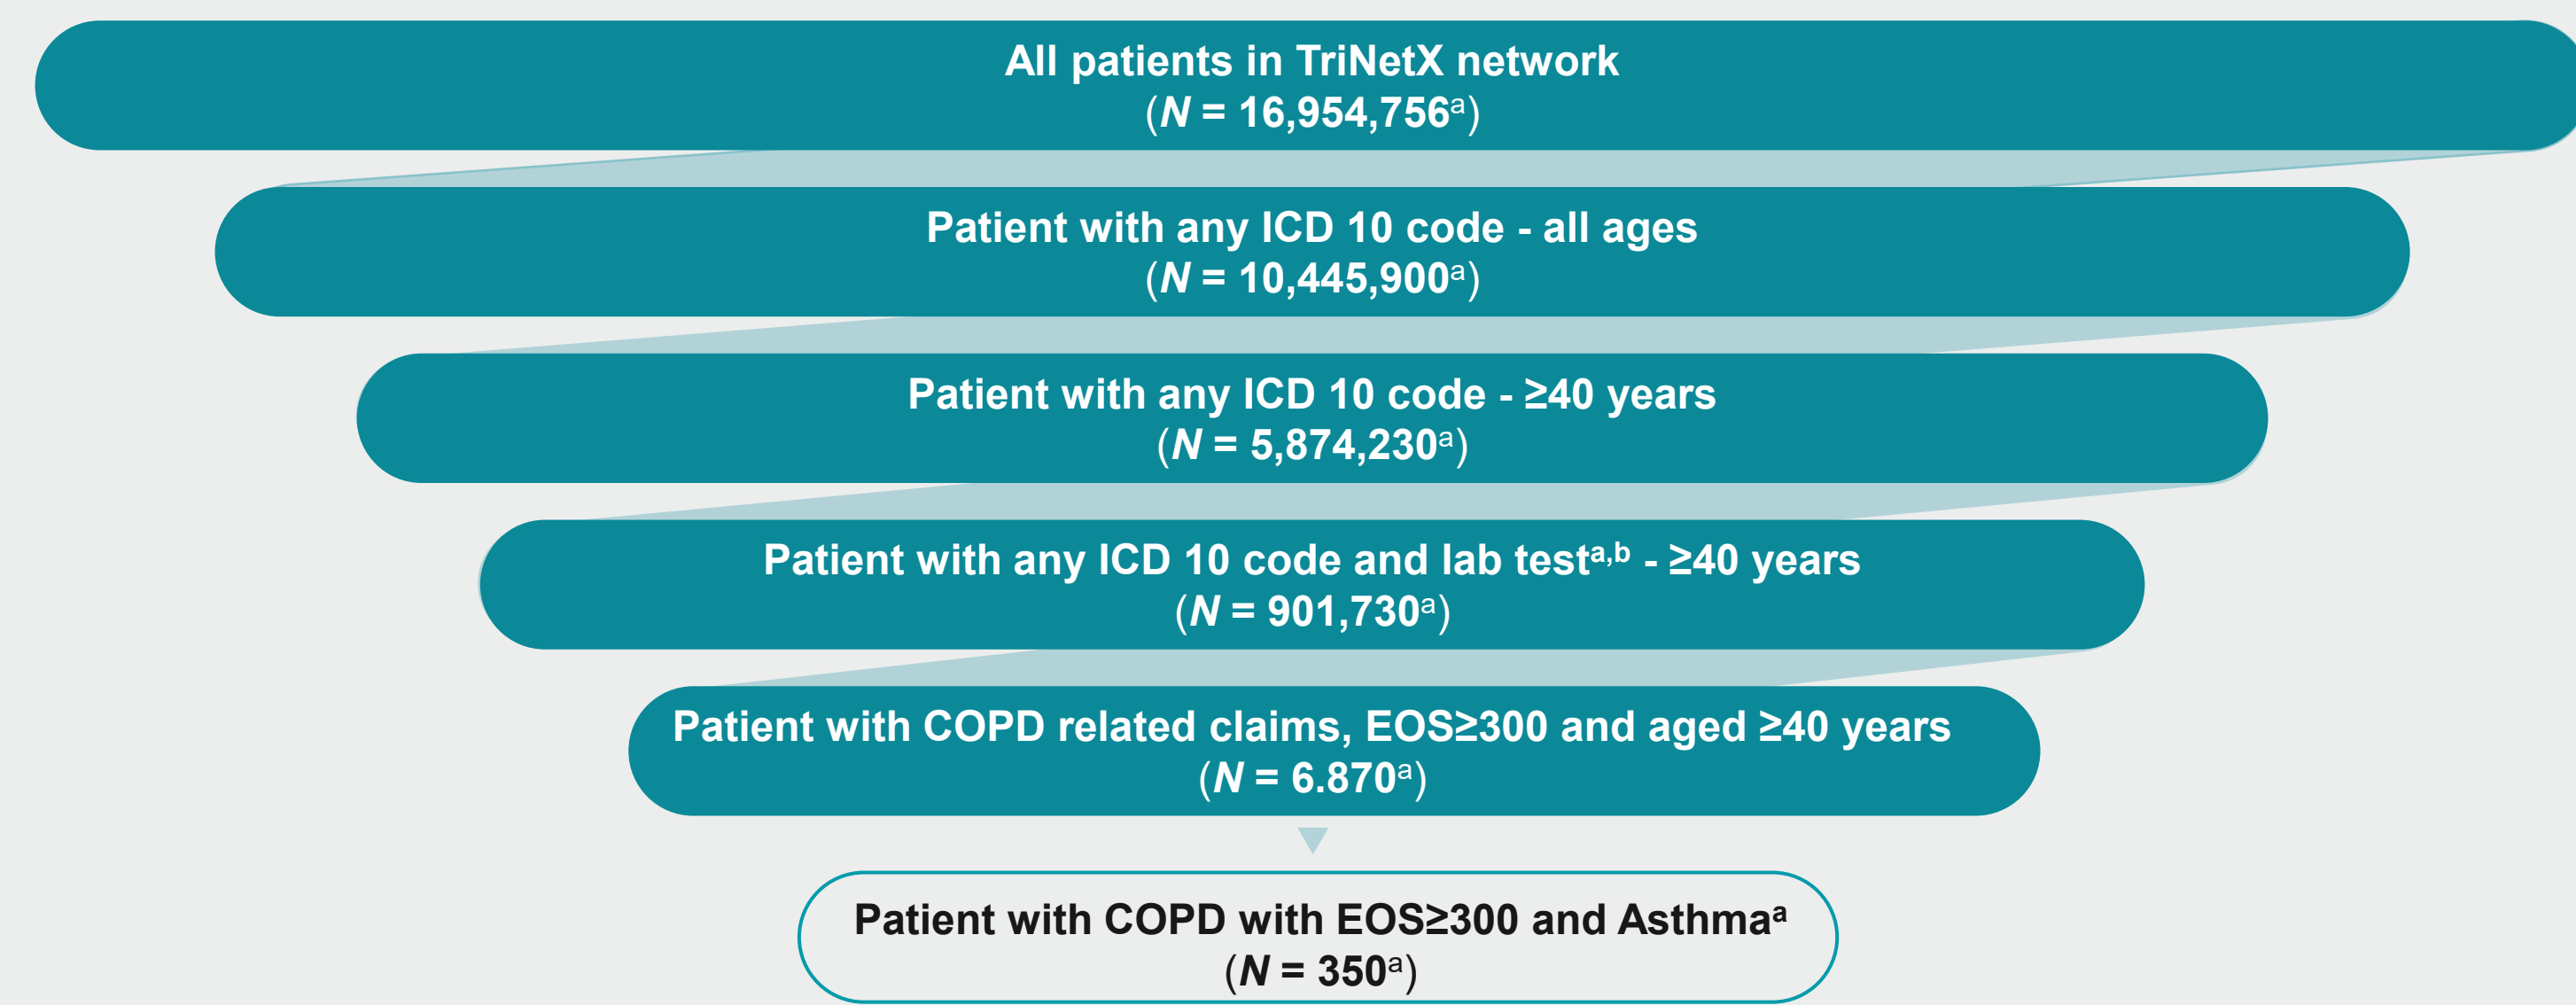 All patients in TriNetX network
(N = 16,954,756ᵃ)
Patient with any ICD 10 code - all ages
(N = 10,445,900ᵃ)
Patient with any ICD 10 code - ≥40 years
(N = 5,874,230ᵃ)
Patient with any ICD 10 code and lab testᵃ,ᵇ - ≥40 years
(N = 901,730ᵃ)
Patient with COPD related claims, EOS≥300 and aged ≥40 years
(N = 6.870ᵃ)
Patient with COPD with EOS≥300 and Asthmaᵃ
(N = 350ᵃ)